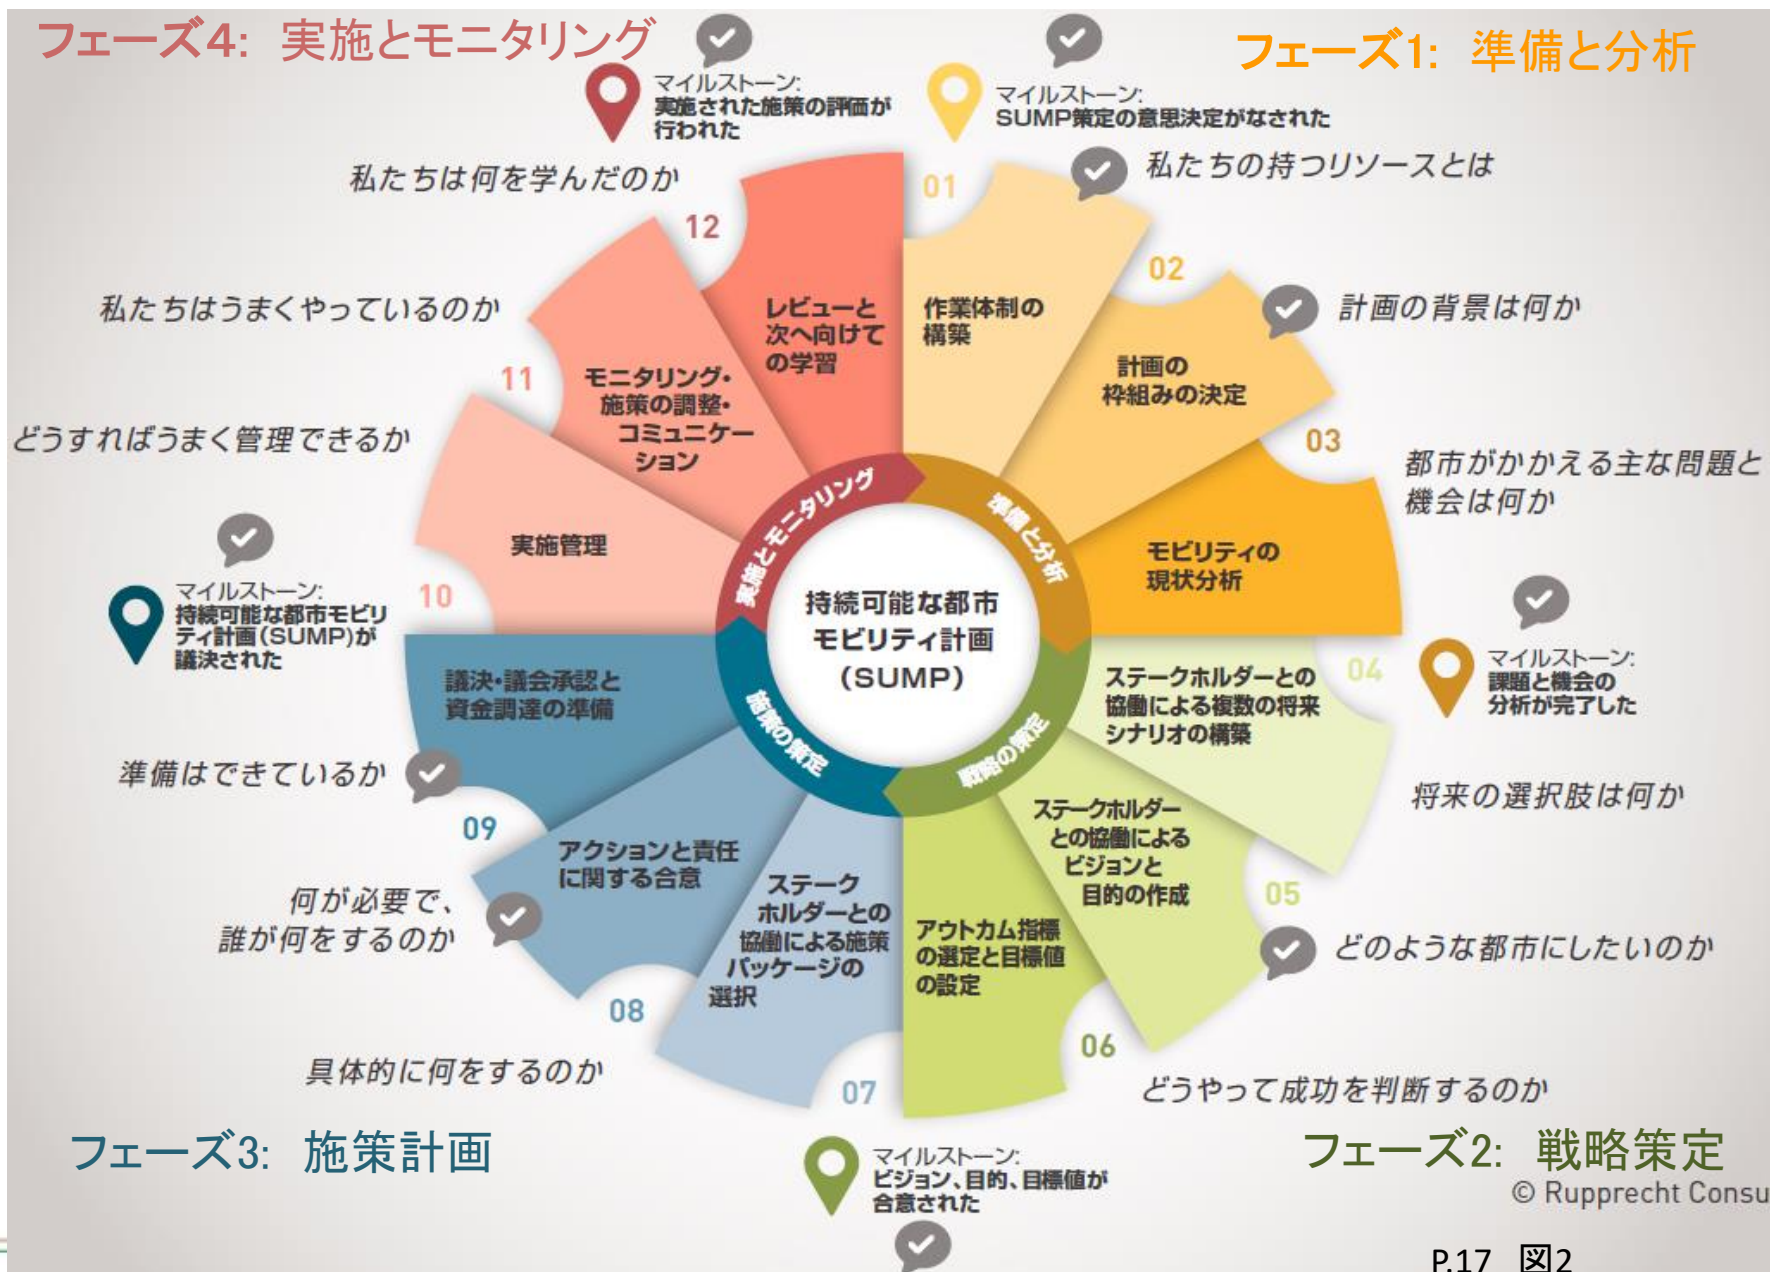 フェーズ4: 実施とモニタリング
フェーズ1: 準備と分析
マイルストーン:
実施された施策の評価が
行われた
マイルストーン:
SUMP策定の意思決定がなされた
私たちは何を学んだのか
私たちの持つリソースとは
01
12
02
計画の背景は何か
私たちはうまくやっているのか
レビューと
次へ向けて
の学習
作業体制の
構築
計画の
枠組みの決定
11
モニタリング・
施策の調整・
コミュニケー
ション
03
どうすればうまく管理できるか
都市がかかえる主な問題と
機会は何か
実施とモニタリング
準備と分析
実施管理
モビリティの
現状分析
マイルストーン:
持続可能な都市モビリ
ティ計画(SUMP)が
議決された
10
持続可能な都市
モビリティ計画
(SUMP)
04
マイルストーン:
課題と機会の
分析が完了した
議決・議会承認と
資金調達の準備
ステークホルダーとの
協働による複数の将来
シナリオの構築
施策の策定
戦略の策定
準備はできているか
将来の選択肢は何か
09
アクションと責任
に関する合意
ステークホルダー
との協働による
ビジョンと
目的の作成
05
何が必要で、
誰が何をするのか
ステーク
ホルダーとの
協働による施策
パッケージの
選択
アウトカム指標
の選定と目標値
の設定
どのような都市にしたいのか
08
06
具体的に何をするのか
07
どうやって成功を判断するのか
フェーズ3: 施策計画
マイルストーン:
ビジョン、目的、目標値が
合意された
フェーズ2: 戦略策定
© Rupprecht Consu
P.17 図2